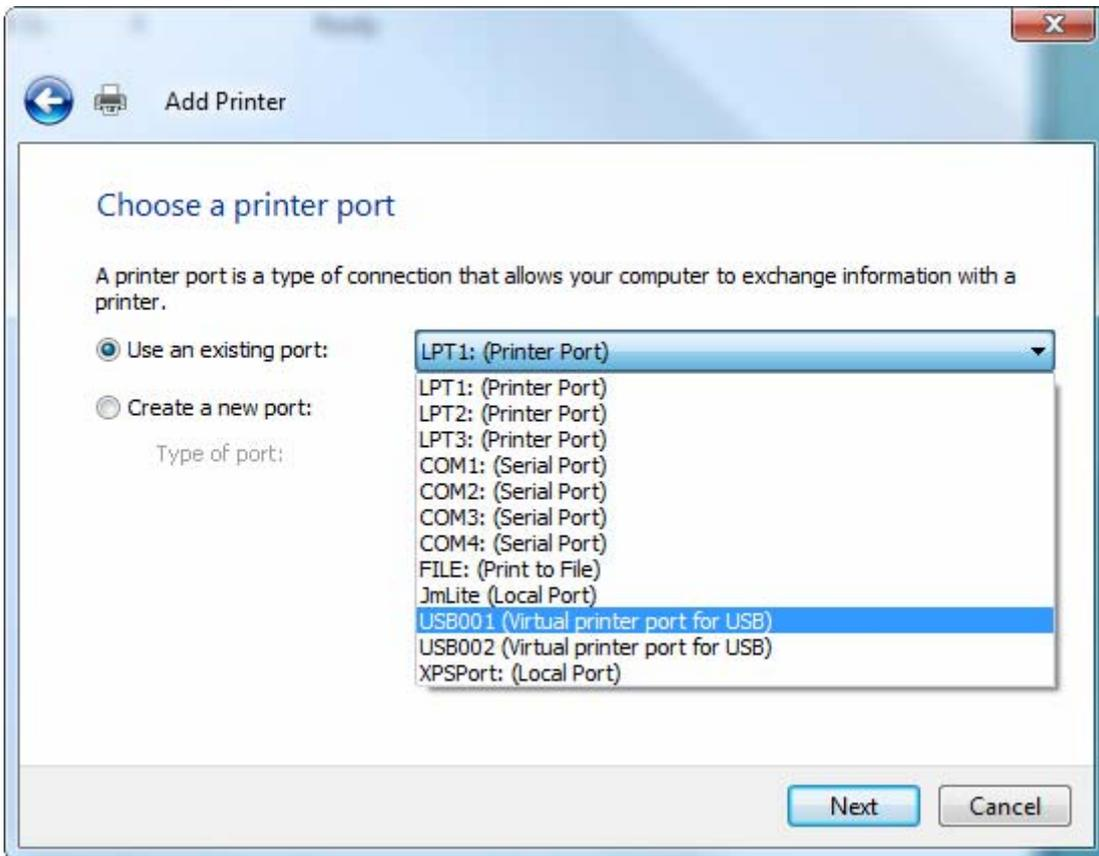 Add Printer
Choose a printer port
A printer port is a type of connection that allows your computer to exchange information with a
printer.
Use an existing port:
LPT1: (Printer Port)
LPT1: (Printer Port)
LPT2: (Printer Port)
Create a new port:
LPT3: (Printer Port)
Type of port:
COM1: (Serial Port)
COM2: (Serial Port)
COM3: (Serial Port)
COM4: (Serial Port)
FILE: (Print to File)
JmLite (Local Port)
USB001 (Virtual printer port for USB)
USB002 (Virtual printer port for USB)
XPSPort: (Local Port)
Next
Cancel